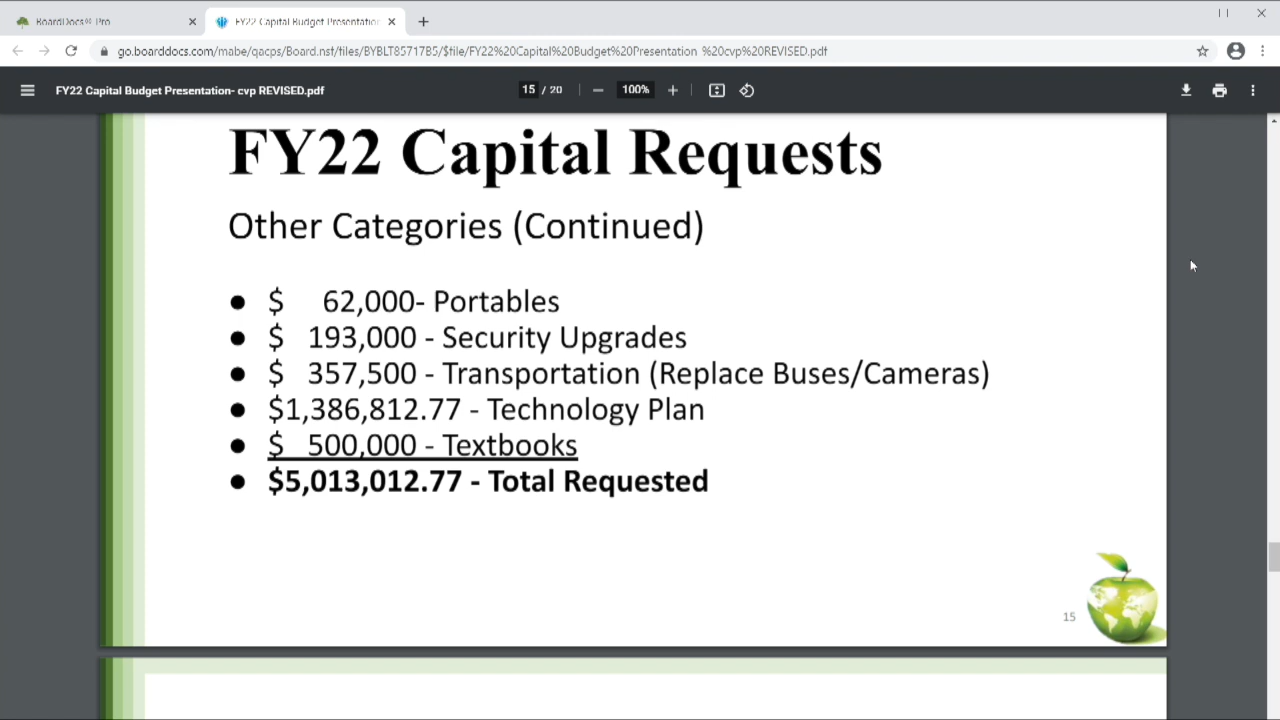 BoardDocs® Pro
FY22 Capital Budget Presentation
go.boarddocs.com/mabe/qacps/Board.nsf/files/BYBLT85717B5/$file/FY22%20Capital%20Budget%20Presentation_%20cvp%20REVISED.pdf
FY22 Capital Budget Presentation- cvp REVISED.pdf
15 / 20
100%
FY22 Capital Requests
Other Categories (Continued)
● $ 62,000- Portables
● $ 193,000 - Security Upgrades
● $ 357,500 - Transportation (Replace Buses/Cameras)
● $1,386,812.77 - Technology Plan
● $ 500,000 - Textbooks
● $5,013,012.77 - Total Requested
15